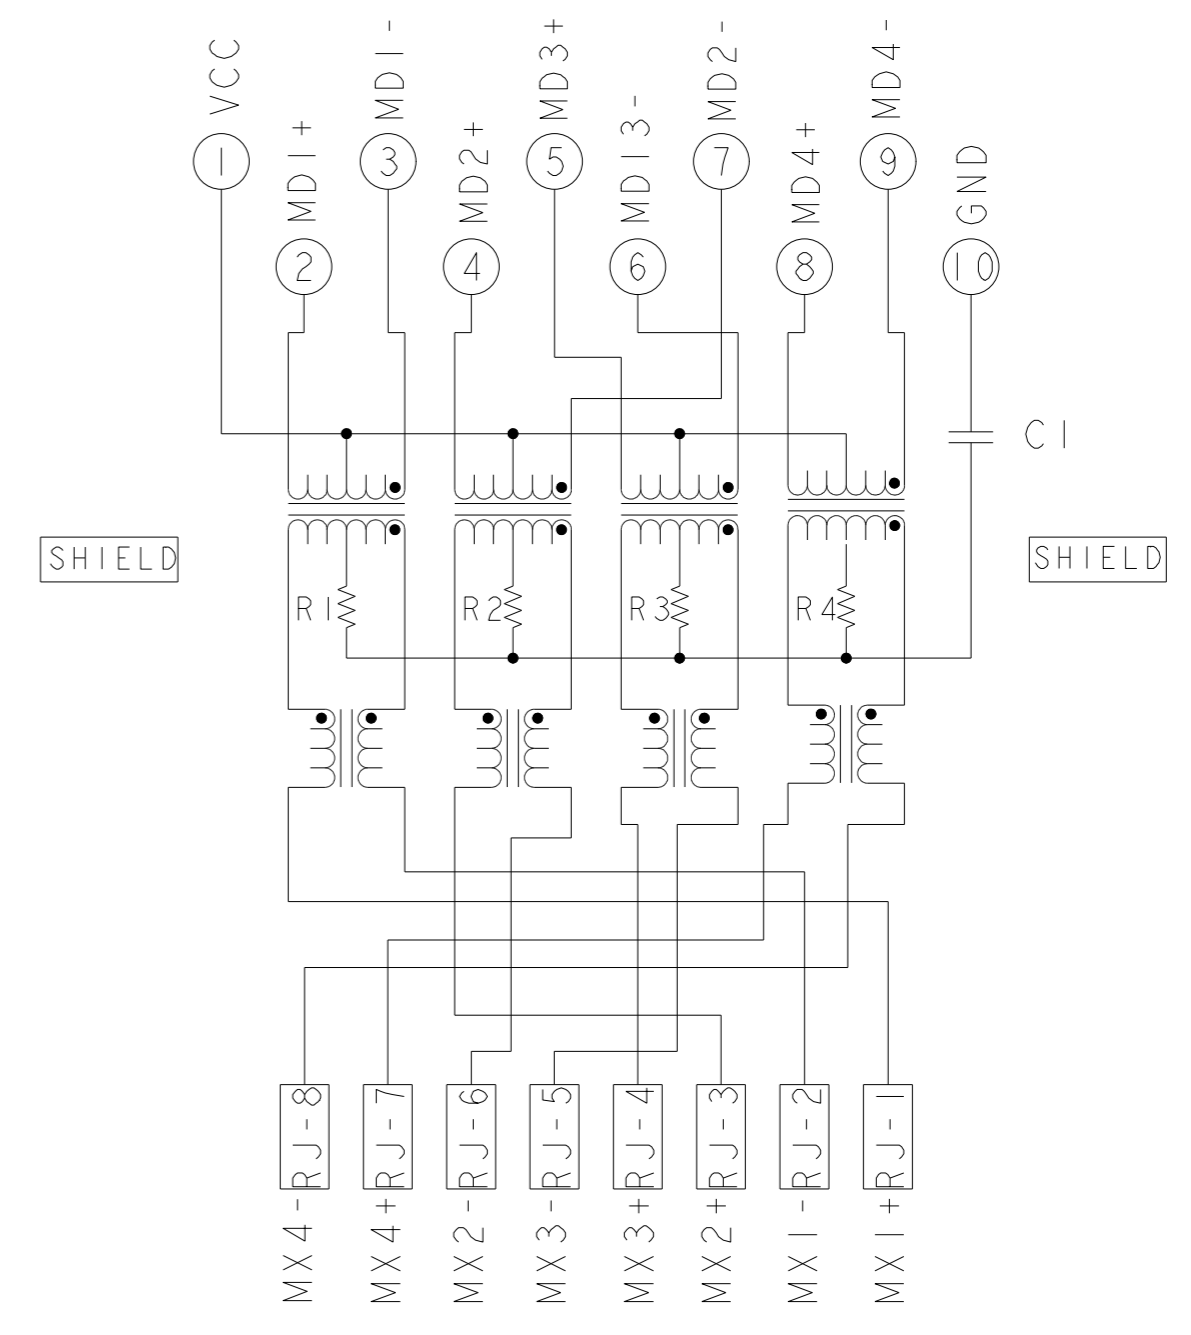 VCC
MD1+
MD1-
MD2+
MD3+
MD13-
MD2-
MD4+
MD4-
GND
1
3
5
7
9
2
4
6
8
10
C1
SHIELD
SHIELD
R1
R2
R3
R4
RJ-8
RJ-7
RJ-6
RJ-5
RJ-4
RJ-3
RJ-2
RJ-1
MX4-
MX4+
MX2-
MX3-
MX3+
MX2+
MX1-
MX1+